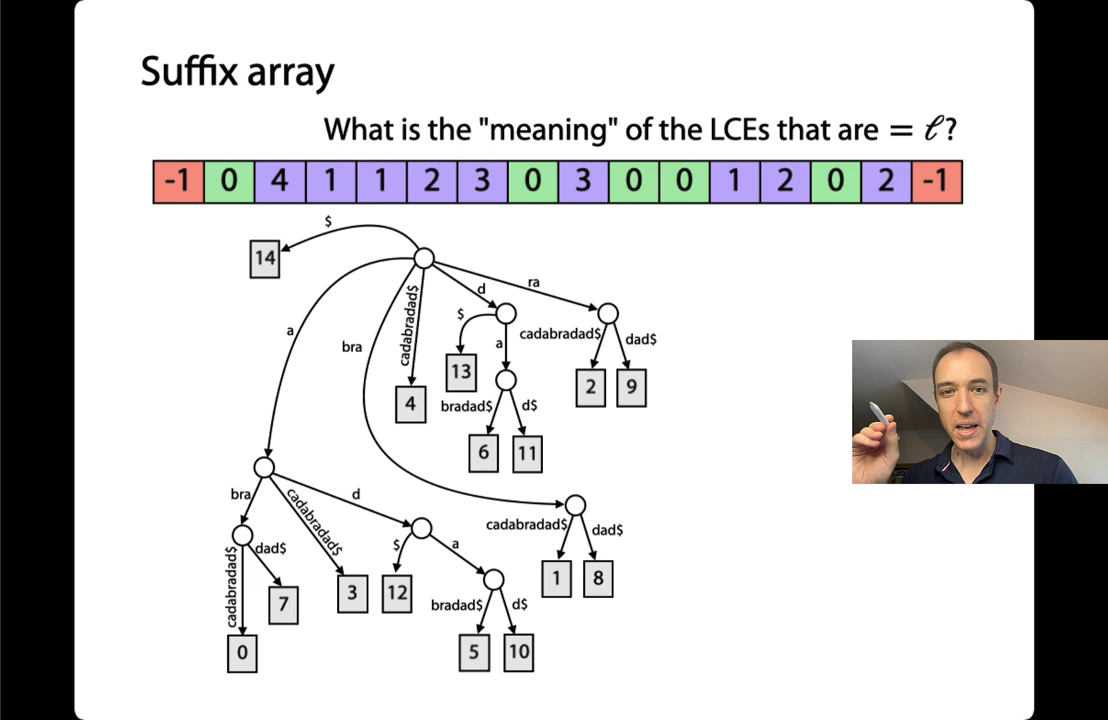 Suffix array
What is the "meaning" of the LCEs that are = ℓ?
-1 0 4 1 1 2 3 0 3 0 0 1 2 0 2 -1
$
14
a
bra
cadabradad$
d
ra
$
a
cadabradad$
dad$
13
4
2
9
bradad$
d$
6
11
bra
cadabradad$
d
cadabradad$
dad$
$
a
cadabradad$
dad$
7
3
12
1
8
bradad$
d$
0
5
10